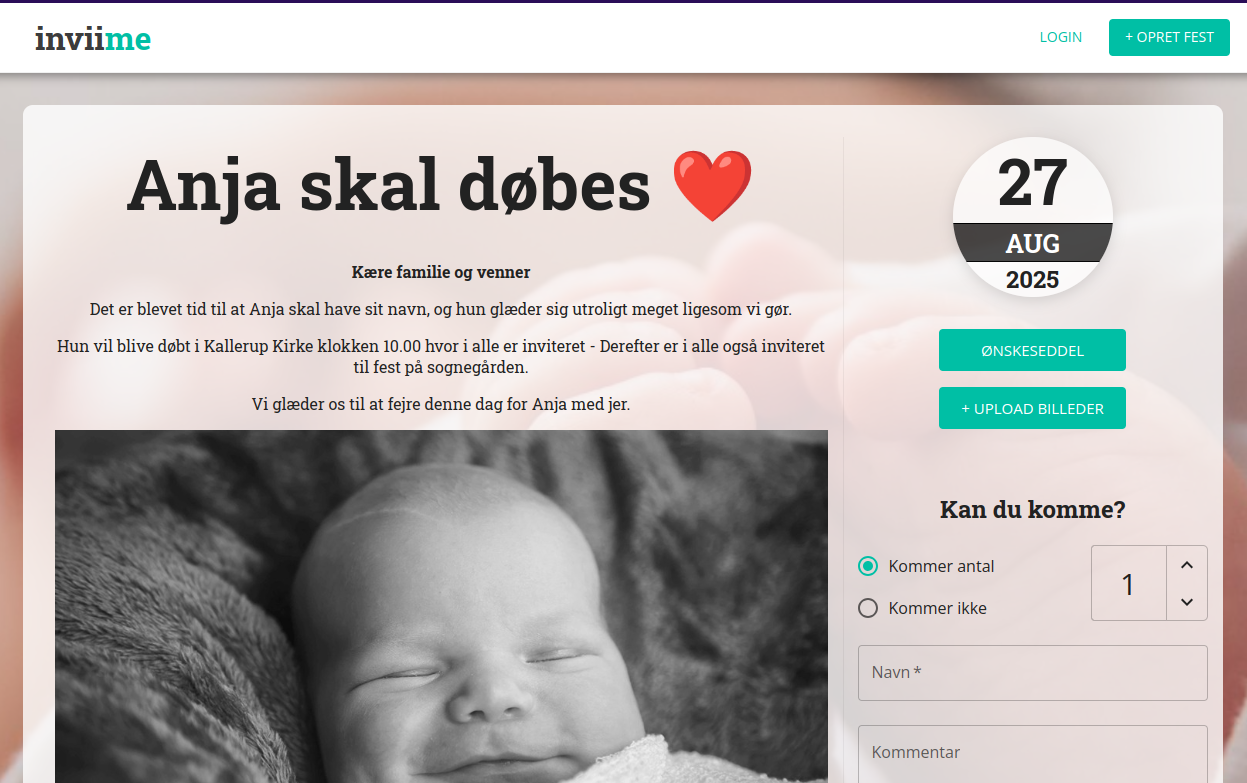 inviime
LOGIN
+ OPRET FEST
Anja skal døbes ❤️
Kære familie og venner
Det er blevet tid til at Anja skal have sit navn, og hun glæder sig utroligt meget ligesom vi gør.
Hun vil blive døbt i Kallerup Kirke klokken 10.00 hvor i alle er inviteret - Derefter er i alle også inviteret
til fest på sognegården.
Vi glæder os til at fejre denne dag for Anja med jer.
27
AUG
2025
ØNSKESEDDEL
+ UPLOAD BILLEDER
Kan du komme?
Kommer antal
1
Kommer ikke
Navn *
Kommentar